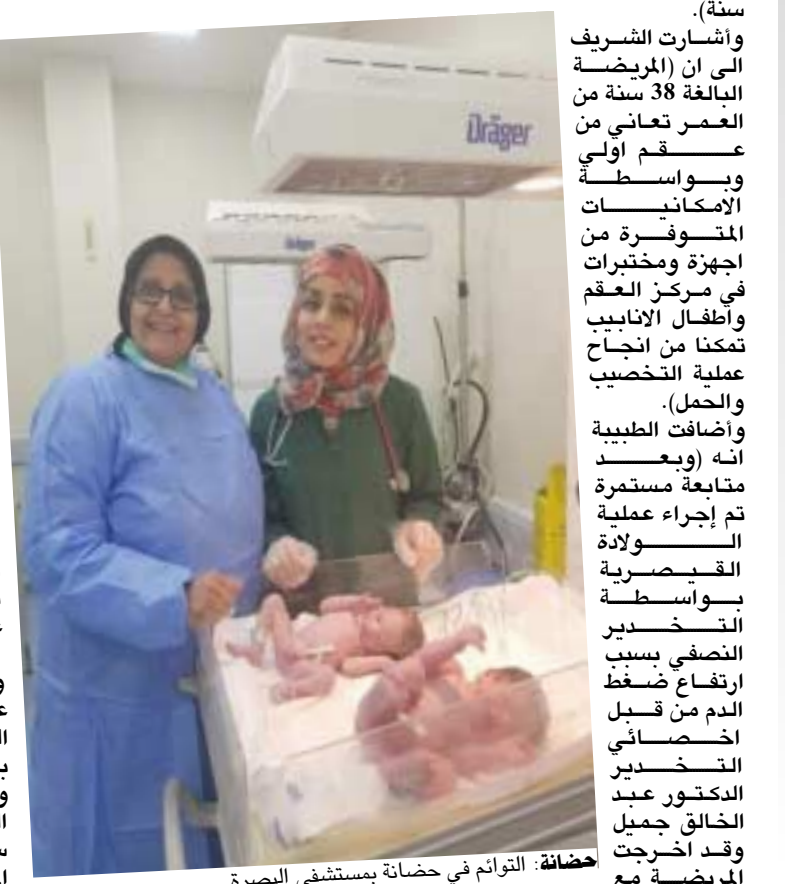 سنة).
وأشارت الشريف
الى ان (المريضة
البالغة 38 سنة من
العمر تعاني من
عقم اولي
وبواسطة
الامكانيات
المتوفرة من
اجهزة ومختبرات
في مركز العقم
واطفال الانابيب
تمكنا من انجاح
عملية التخصيب
والحمل).
وأضافت الطبيبة
انه (وبعد
متابعة مستمرة
تم إجراء عملية
الولادة
القيصرية
بواسطة
التخدير
النصفي بسبب
ارتفاع ضغط
الدم من قبل
اخصائي
التخدير
الدكتور عبد
الخالق جميل
وقد اخرجت
المريضة مع
Dräger
حضانة: التوائم في حضانة بمستشفى البصرة